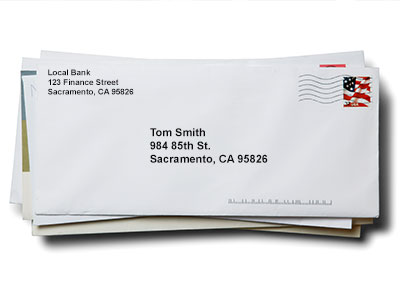 Local Bank
123 Finance Street
Sacramento, CA 95826
Tom Smith
984 85th St.
Sacramento, CA 95826